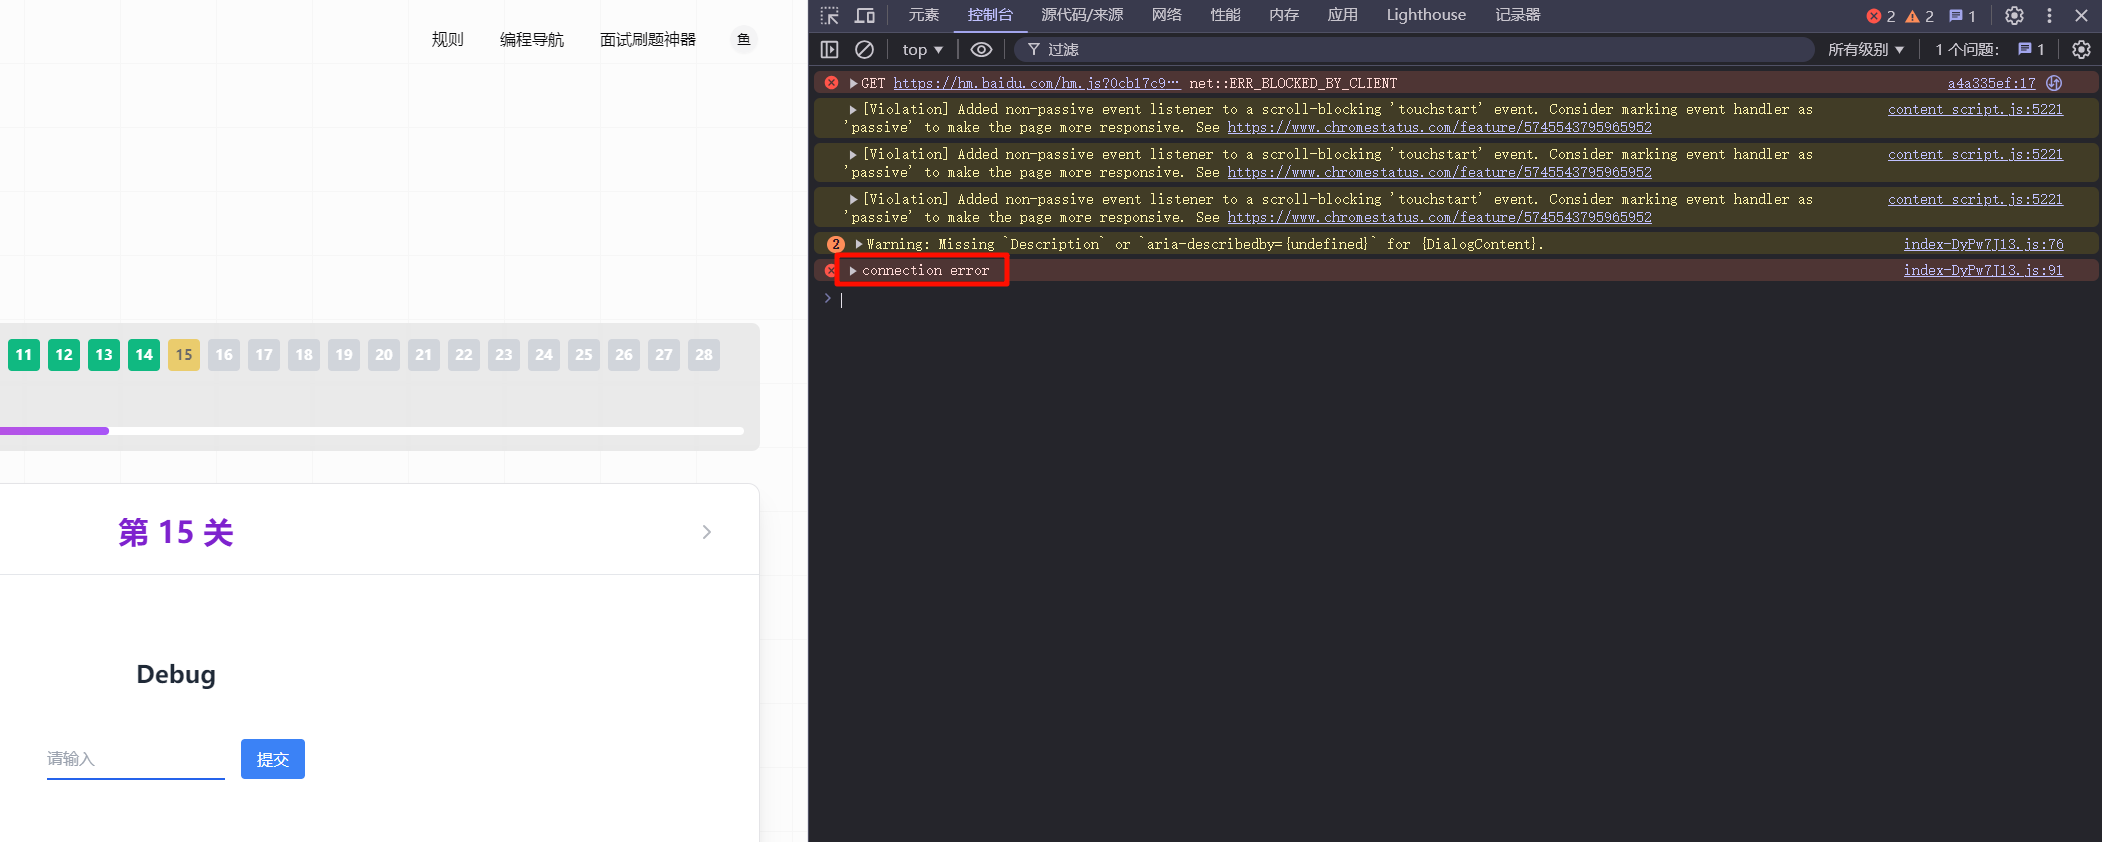 规则 编程导航 面试刷题神器 鱼
11 12 13 14 15 16 17 18 19 20 21 22 23 24 25 26 27 28
第 15 关
Debug
请输入 提交
元素 控制台 源代码/来源 网络 性能 内存 应用 Lighthouse 记录器 2 2 1
top 过滤 所有级别 1 个问题： 1
GET https://hm.baidu.com/hm.js?0cb17c9… net::ERR_BLOCKED_BY_CLIENT a4a335ef:17
[Violation] Added non-passive event listener to a scroll-blocking 'touchstart' event. Consider marking event handler as content_script.js:5221
'passive' to make the page more responsive. See https://www.chromestatus.com/feature/5745543795965952
[Violation] Added non-passive event listener to a scroll-blocking 'touchstart' event. Consider marking event handler as content_script.js:5221
'passive' to make the page more responsive. See https://www.chromestatus.com/feature/5745543795965952
[Violation] Added non-passive event listener to a scroll-blocking 'touchstart' event. Consider marking event handler as content_script.js:5221
'passive' to make the page more responsive. See https://www.chromestatus.com/feature/5745543795965952
2 Warning: Missing `Description` or `aria-describedby={undefined}` for {DialogContent}. index-DyPw7J13.js:76
connection error index-DyPw7J13.js:91